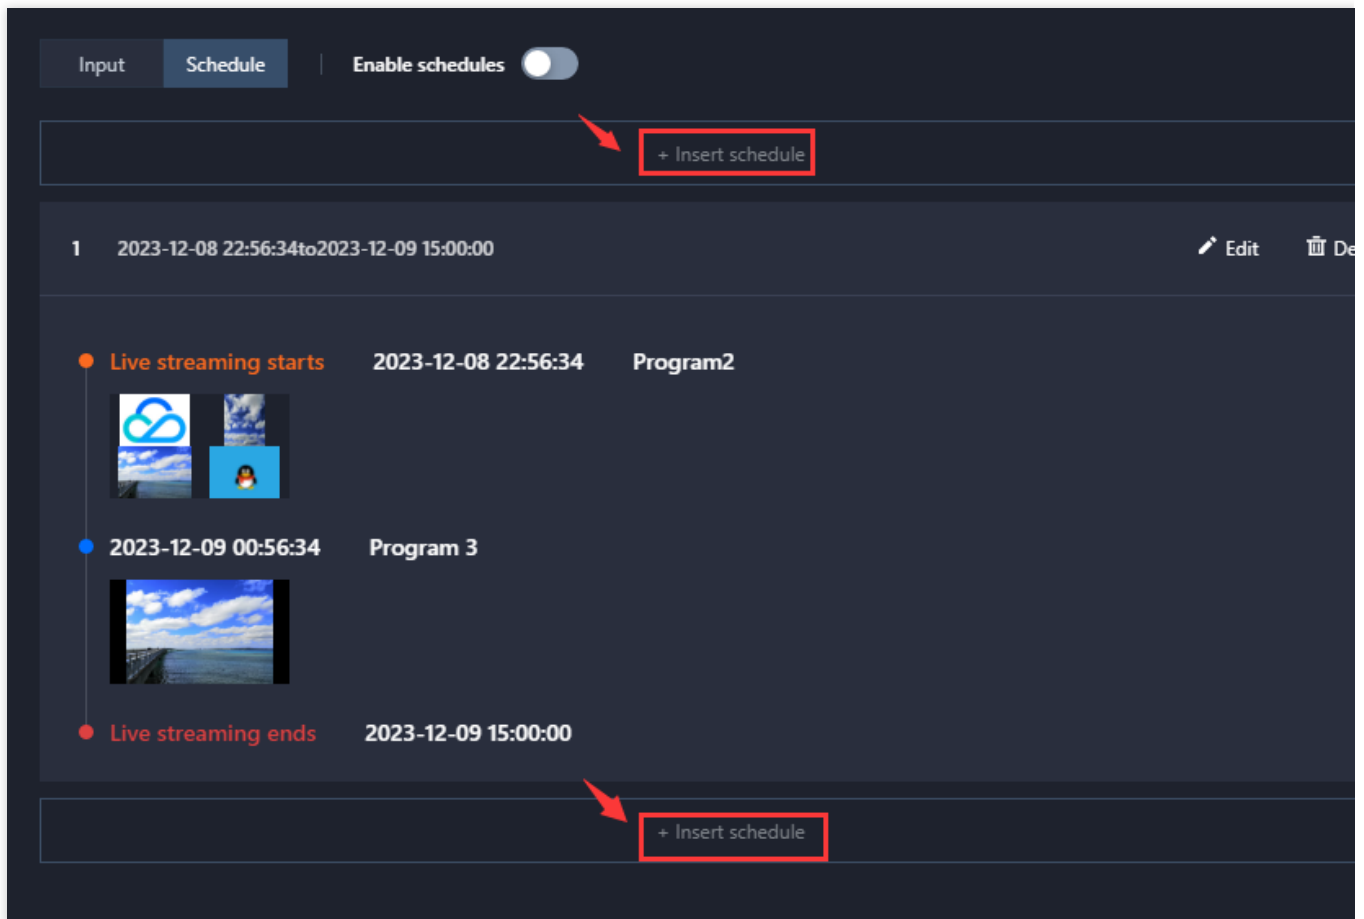 Input Schedule Enable schedules
+ Insert schedule
1 2023-12-08 22:56:34to2023-12-09 15:00:00 Edit De
Live streaming starts 2023-12-08 22:56:34 Program2
2023-12-09 00:56:34 Program 3
Live streaming ends 2023-12-09 15:00:00
+ Insert schedule